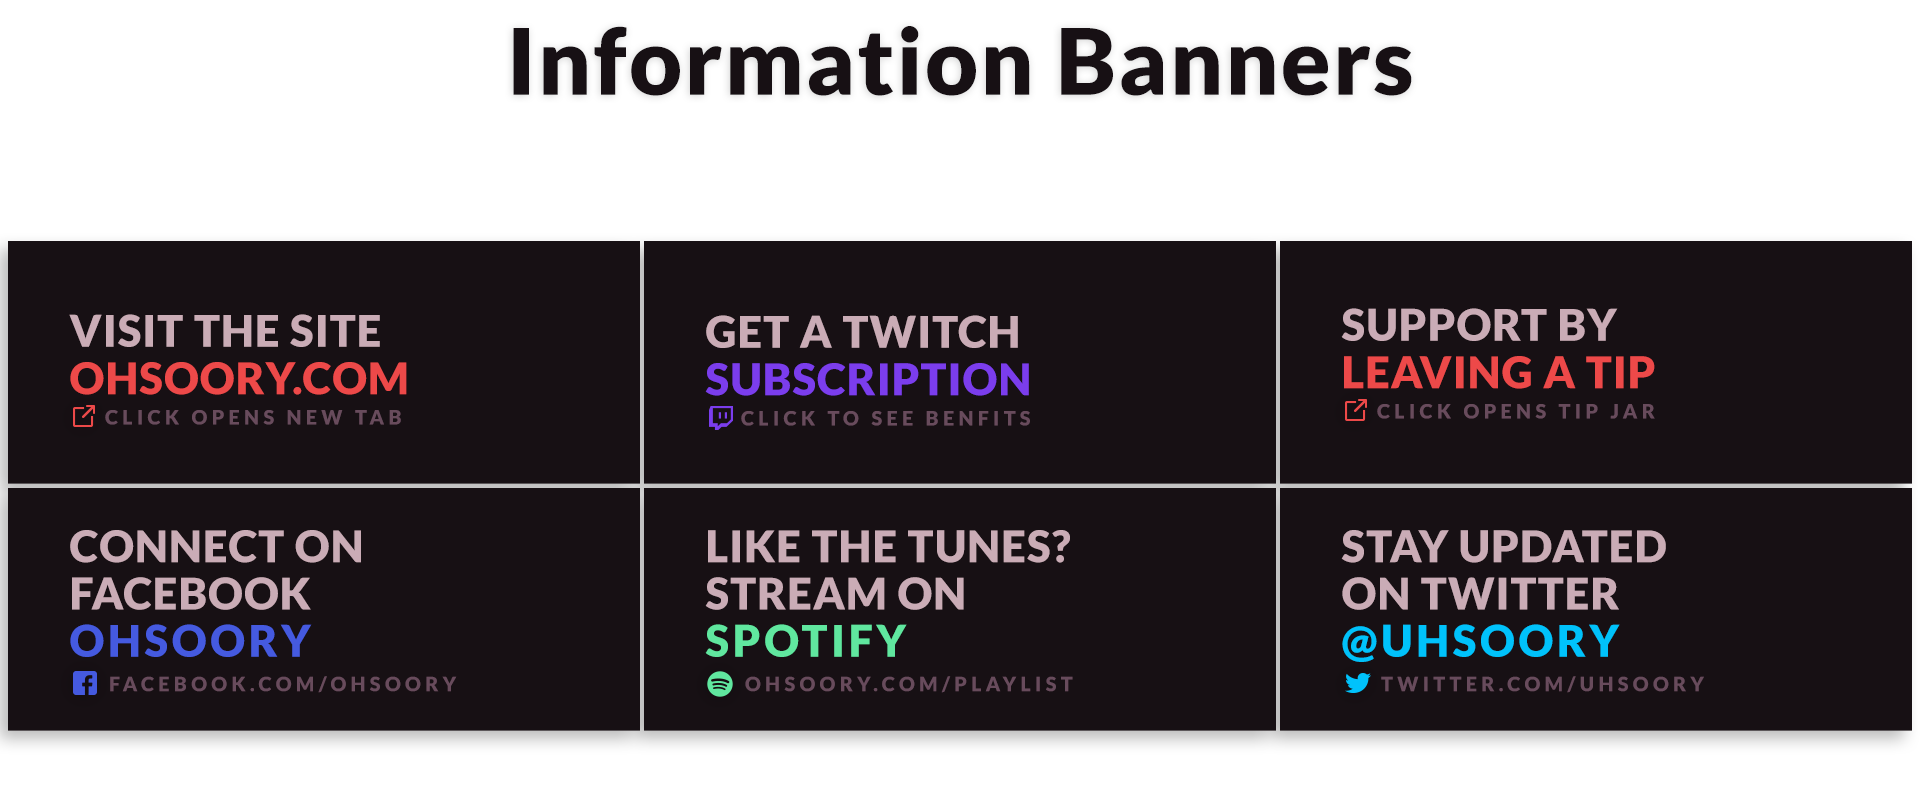 Information Banners
VISIT THE SITE
OHSOORY.COM
CLICK OPENS NEW TAB
GET A TWITCH
SUBSCRIPTION
CLICK TO SEE BENFITS
SUPPORT BY
LEAVING A TIP
CLICK OPENS TIP JAR
CONNECT ON
FACEBOOK
OHSOORY
FACEBOOK.COM/OHSOORY
LIKE THE TUNES?
STREAM ON
SPOTIFY
OHSOORY.COM/PLAYLIST
STAY UPDATED
ON TWITTER
@UHSOORY
TWITTER.COM/UHSOORY